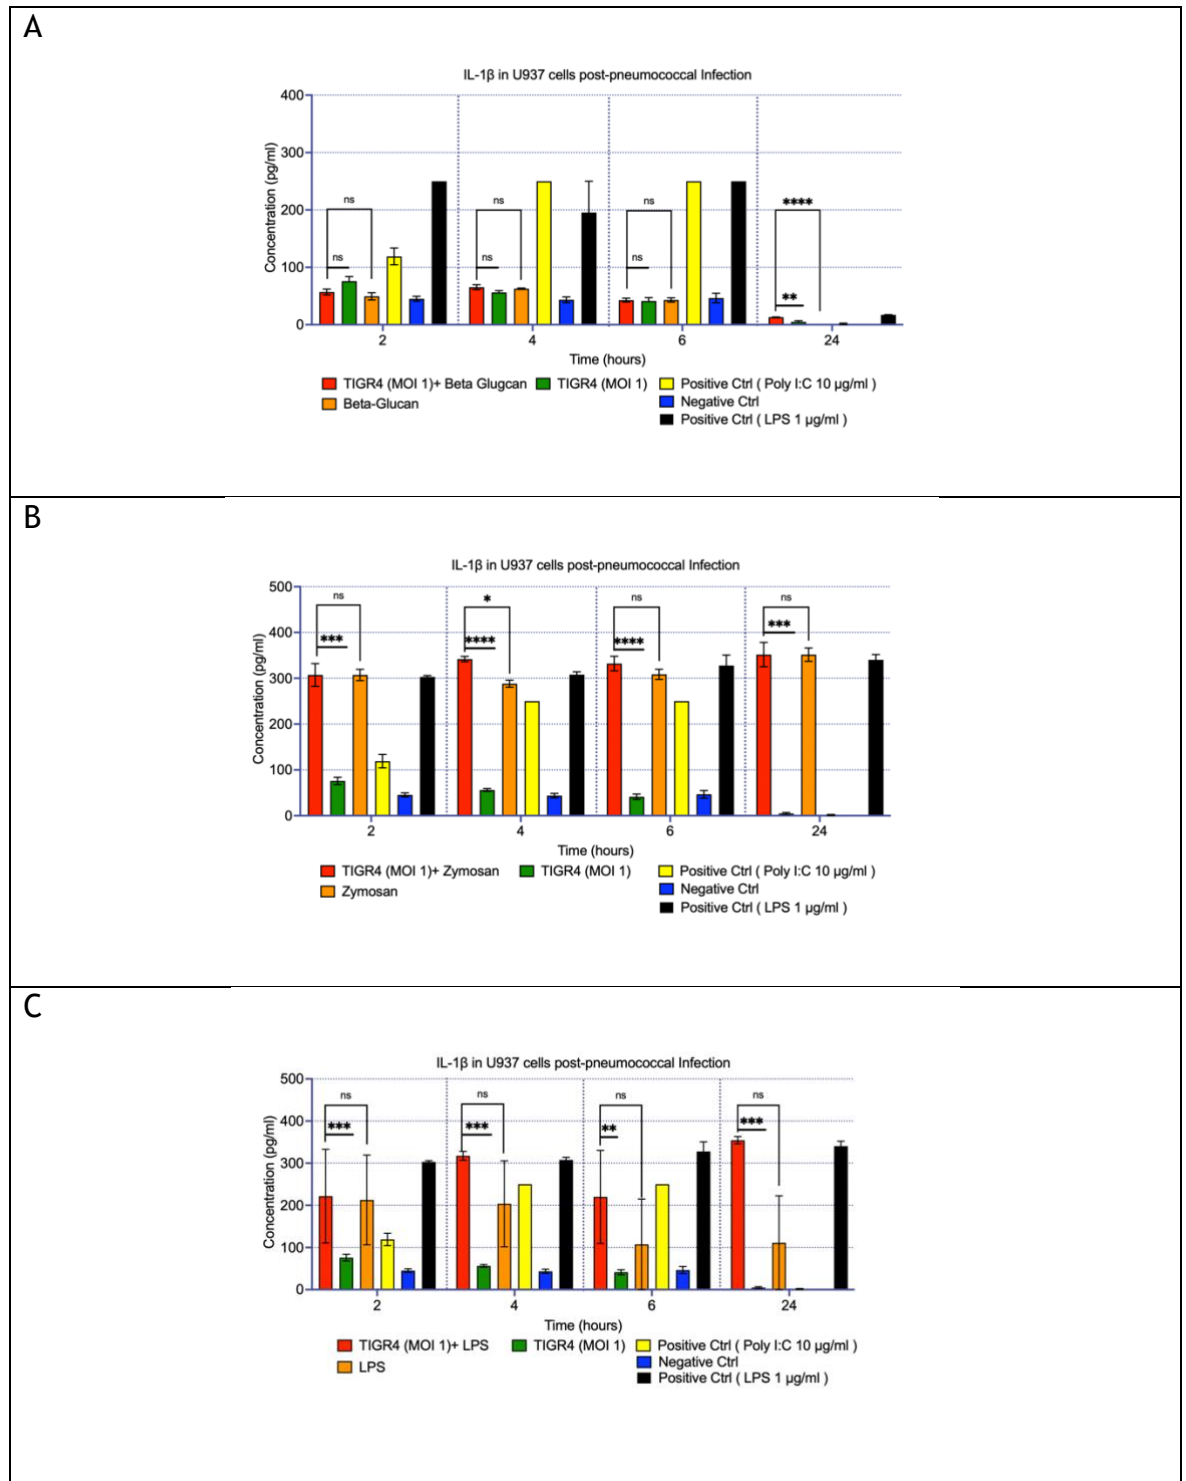 A
IL-1β in U937 cells post-pneumococcal Infection
400
300
200
100
0
Concentration (pg/ml)
ns
ns
ns
ns
ns
ns
****
**
2
4
6
24
Time (hours)
TIGR4 (MOI 1)+ Beta Glugcan
TIGR4 (MOI 1)
Positive Ctrl ( Poly I:C 10 µg/ml )
Beta-Glucan
Negative Ctrl
Positive Ctrl ( LPS 1 µg/ml )
B
IL-1β in U937 cells post-pneumococcal Infection
500
400
300
200
100
0
Concentration (pg/ml)
ns
***
*
****
ns
****
ns
***
2
4
6
24
Time (hours)
TIGR4 (MOI 1)+ Zymosan
TIGR4 (MOI 1)
Positive Ctrl ( Poly I:C 10 µg/ml )
Zymosan
Negative Ctrl
Positive Ctrl ( LPS 1 µg/ml )
C
IL-1β in U937 cells post-pneumococcal Infection
500
400
300
200
100
0
Concentration (pg/ml)
ns
***
ns
***
ns
**
ns
***
2
4
6
24
Time (hours)
TIGR4 (MOI 1)+ LPS
TIGR4 (MOI 1)
Positive Ctrl ( Poly I:C 10 µg/ml )
LPS
Negative Ctrl
Positive Ctrl ( LPS 1 µg/ml )